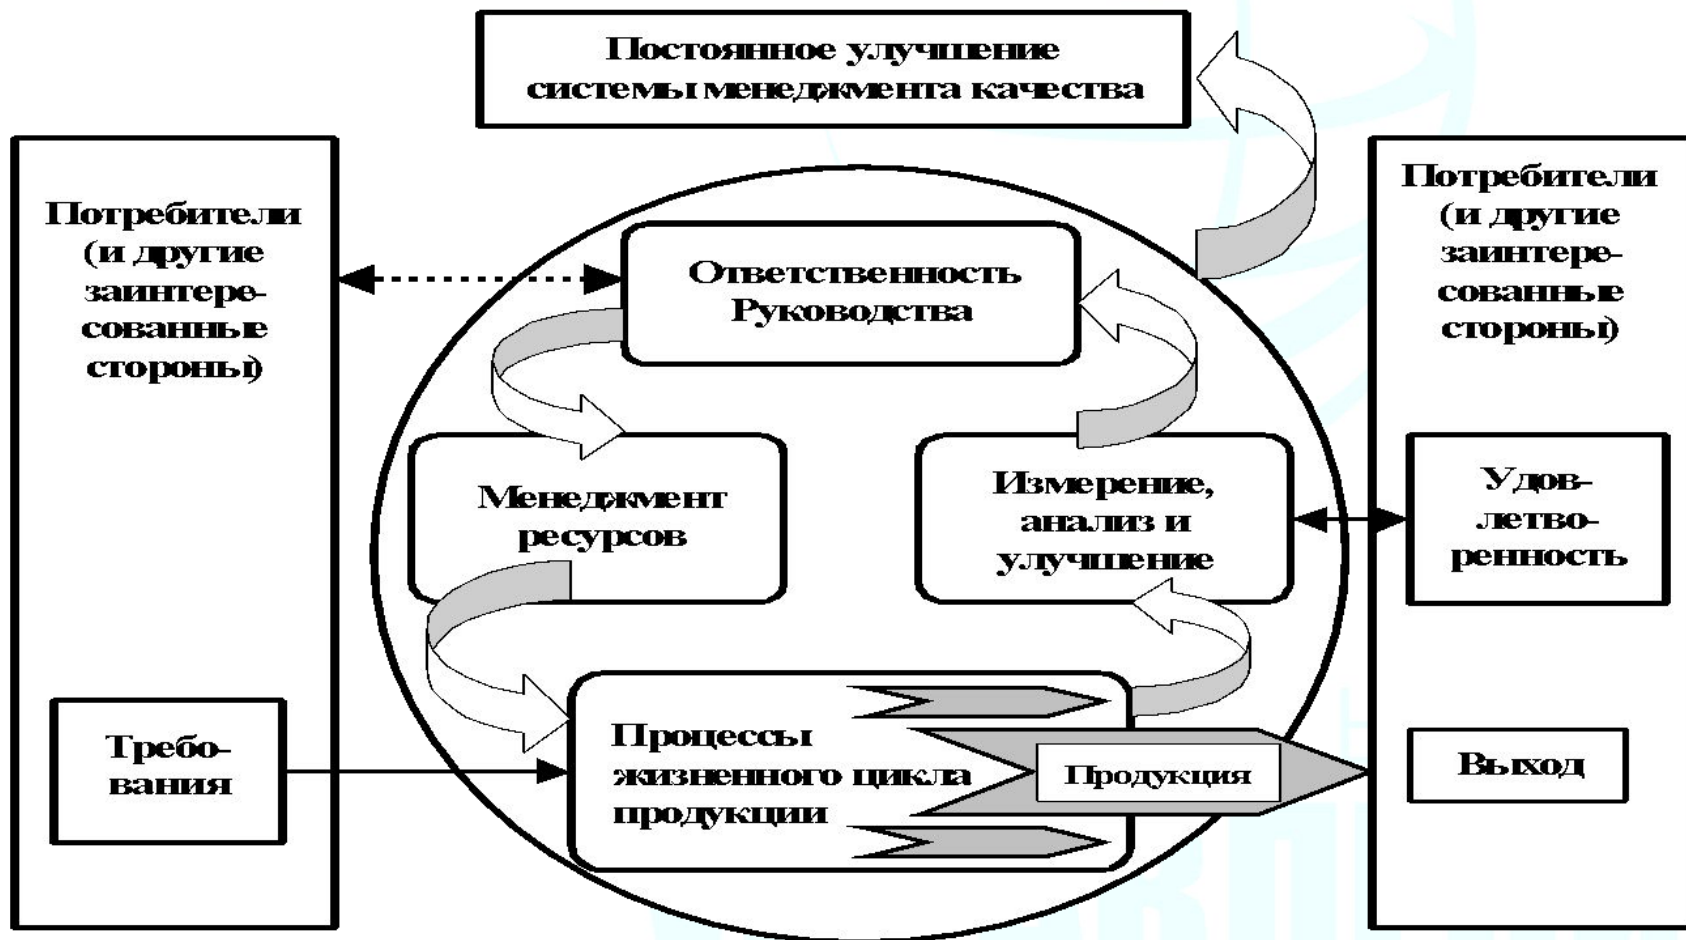 Постоянное улучшение
системы менеджмента качества
Потребители
(и другие
заинтере-
сованные
стороны)
Требо-
вания
Ответственность
Руководства
Менеджмент
ресурсов
Измерение,
анализ и
улучшение
Процессы
жизненного цикла
продукции
Продукция
Потребители
(и другие
заинтере-
сованные
стороны)
Удов-
летво-
ренность
Выход